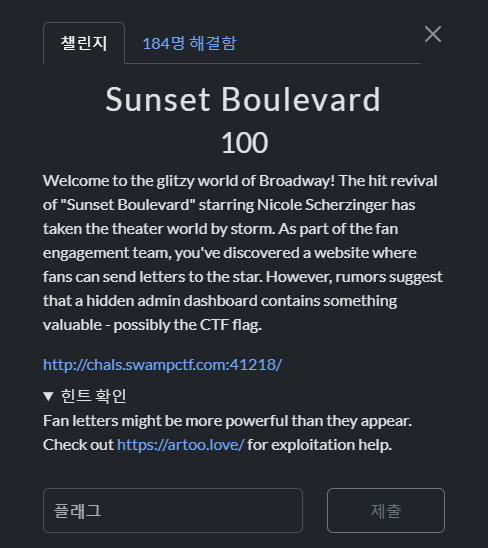 챌린지 184명 해결함
Sunset Boulevard
100
Welcome to the glitzy world of Broadway! The hit revival
of "Sunset Boulevard" starring Nicole Scherzinger has
taken the theater world by storm. As part of the fan
engagement team, you've discovered a website where
fans can send letters to the star. However, rumors suggest
that a hidden admin dashboard contains something
valuable - possibly the CTF flag.
http://chals.swampctf.com:41218/
▼ 힌트 확인
Fan letters might be more powerful than they appear.
Check out https://artoo.love/ for exploitation help.
플래그 제출